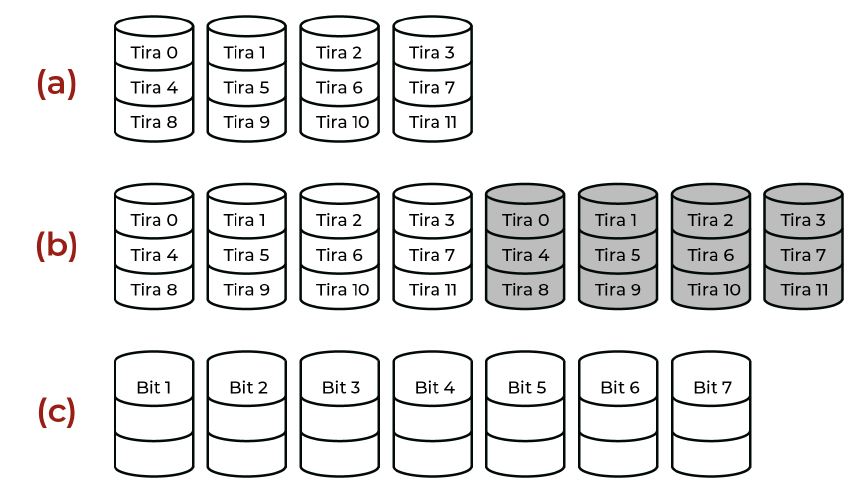 (a)
Tira 0 Tira 1 Tira 2 Tira 3
Tira 4 Tira 5 Tira 6 Tira 7
Tira 8 Tira 9 Tira 10 Tira 11
(b)
Tira 0 Tira 1 Tira 2 Tira 3 Tira 0 Tira 1 Tira 2 Tira 3
Tira 4 Tira 5 Tira 6 Tira 7 Tira 4 Tira 5 Tira 6 Tira 7
Tira 8 Tira 9 Tira 10 Tira 11 Tira 8 Tira 9 Tira 10 Tira 11
(c)
Bit 1 Bit 2 Bit 3 Bit 4 Bit 5 Bit 6 Bit 7